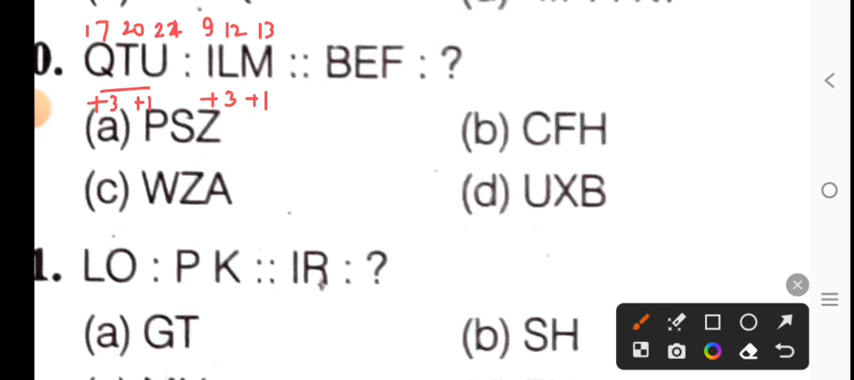 17 20 21 9 12 13
0. QTU : ILM :: BEF : ?
+3 +1 +3 +1
(a) PSZ (b) CFH
(c) WZA (d) UXB
1. LO : P K :: IR : ?
(a) GT (b) SH